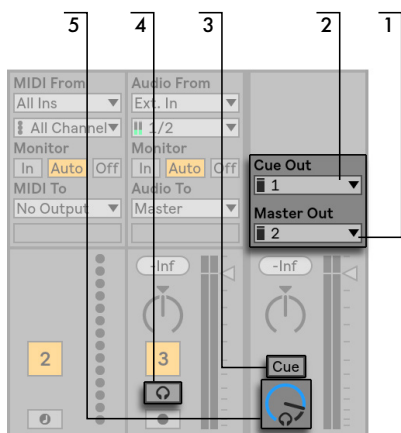 5 4 3 2 1
MIDI From
All Ins
All Channel
Monitor
In Auto Off
MIDI To
No Output
Audio From
Ext. In
1/2
Monitor
In Auto Off
Audio To
Master
Cue Out
1
Master Out
2
-Inf
-Inf
2
3
Cue